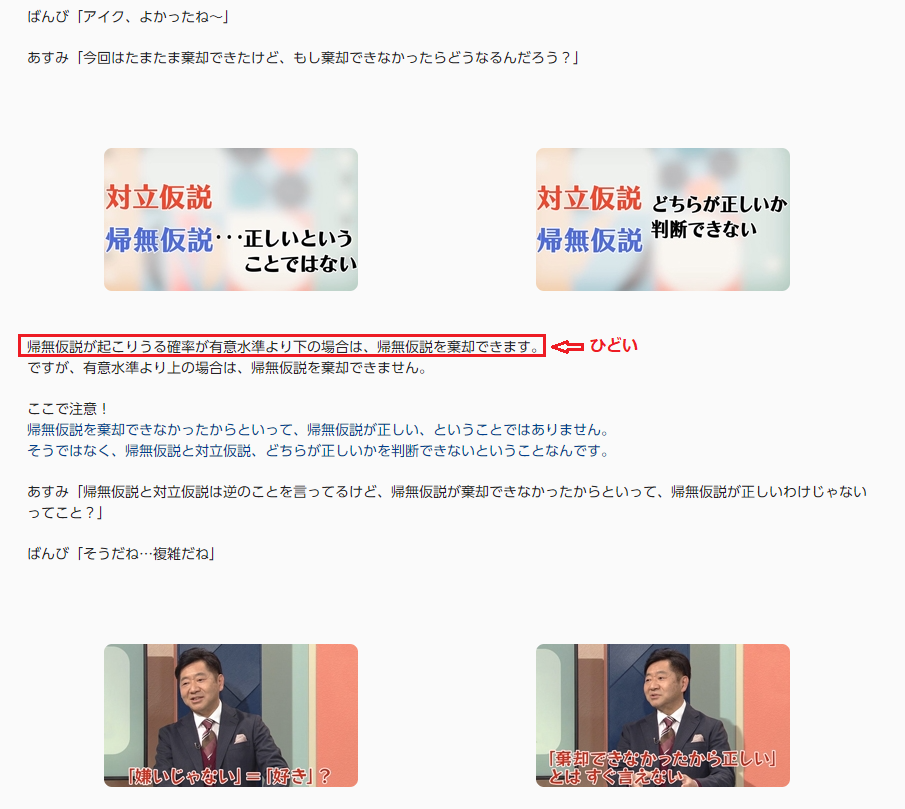 ばんび「アイク、よかったね~」
あすみ「今回はたまたま棄却できたけど、もし棄却できなかったらどうなるんだろう？」
対立仮説
帰無仮説･･･正しいという
ことではない
対立仮説
帰無仮説
どちらが正しいか
判断できない
帰無仮説が起こりうる確率が有意水準より下の場合は、帰無仮説を棄却できます。
ひどい
ですが、有意水準より上の場合は、帰無仮説を棄却できません。
ここで注意！
帰無仮説を棄却できなかったからといって、帰無仮説が正しい、ということではありません。
そうではなく、帰無仮説と対立仮説、どちらが正しいかを判断できないということなんです。
あすみ「帰無仮説と対立仮説は逆のことを言ってるけど、帰無仮説が棄却できなかったからといって、帰無仮説が正しいわけじゃない
ってこと？」
ばんび「そうだね…複雑だね」
「嫌いじゃない」＝「好き」？
「棄却できなかったから正しい」
とは すぐ言えない